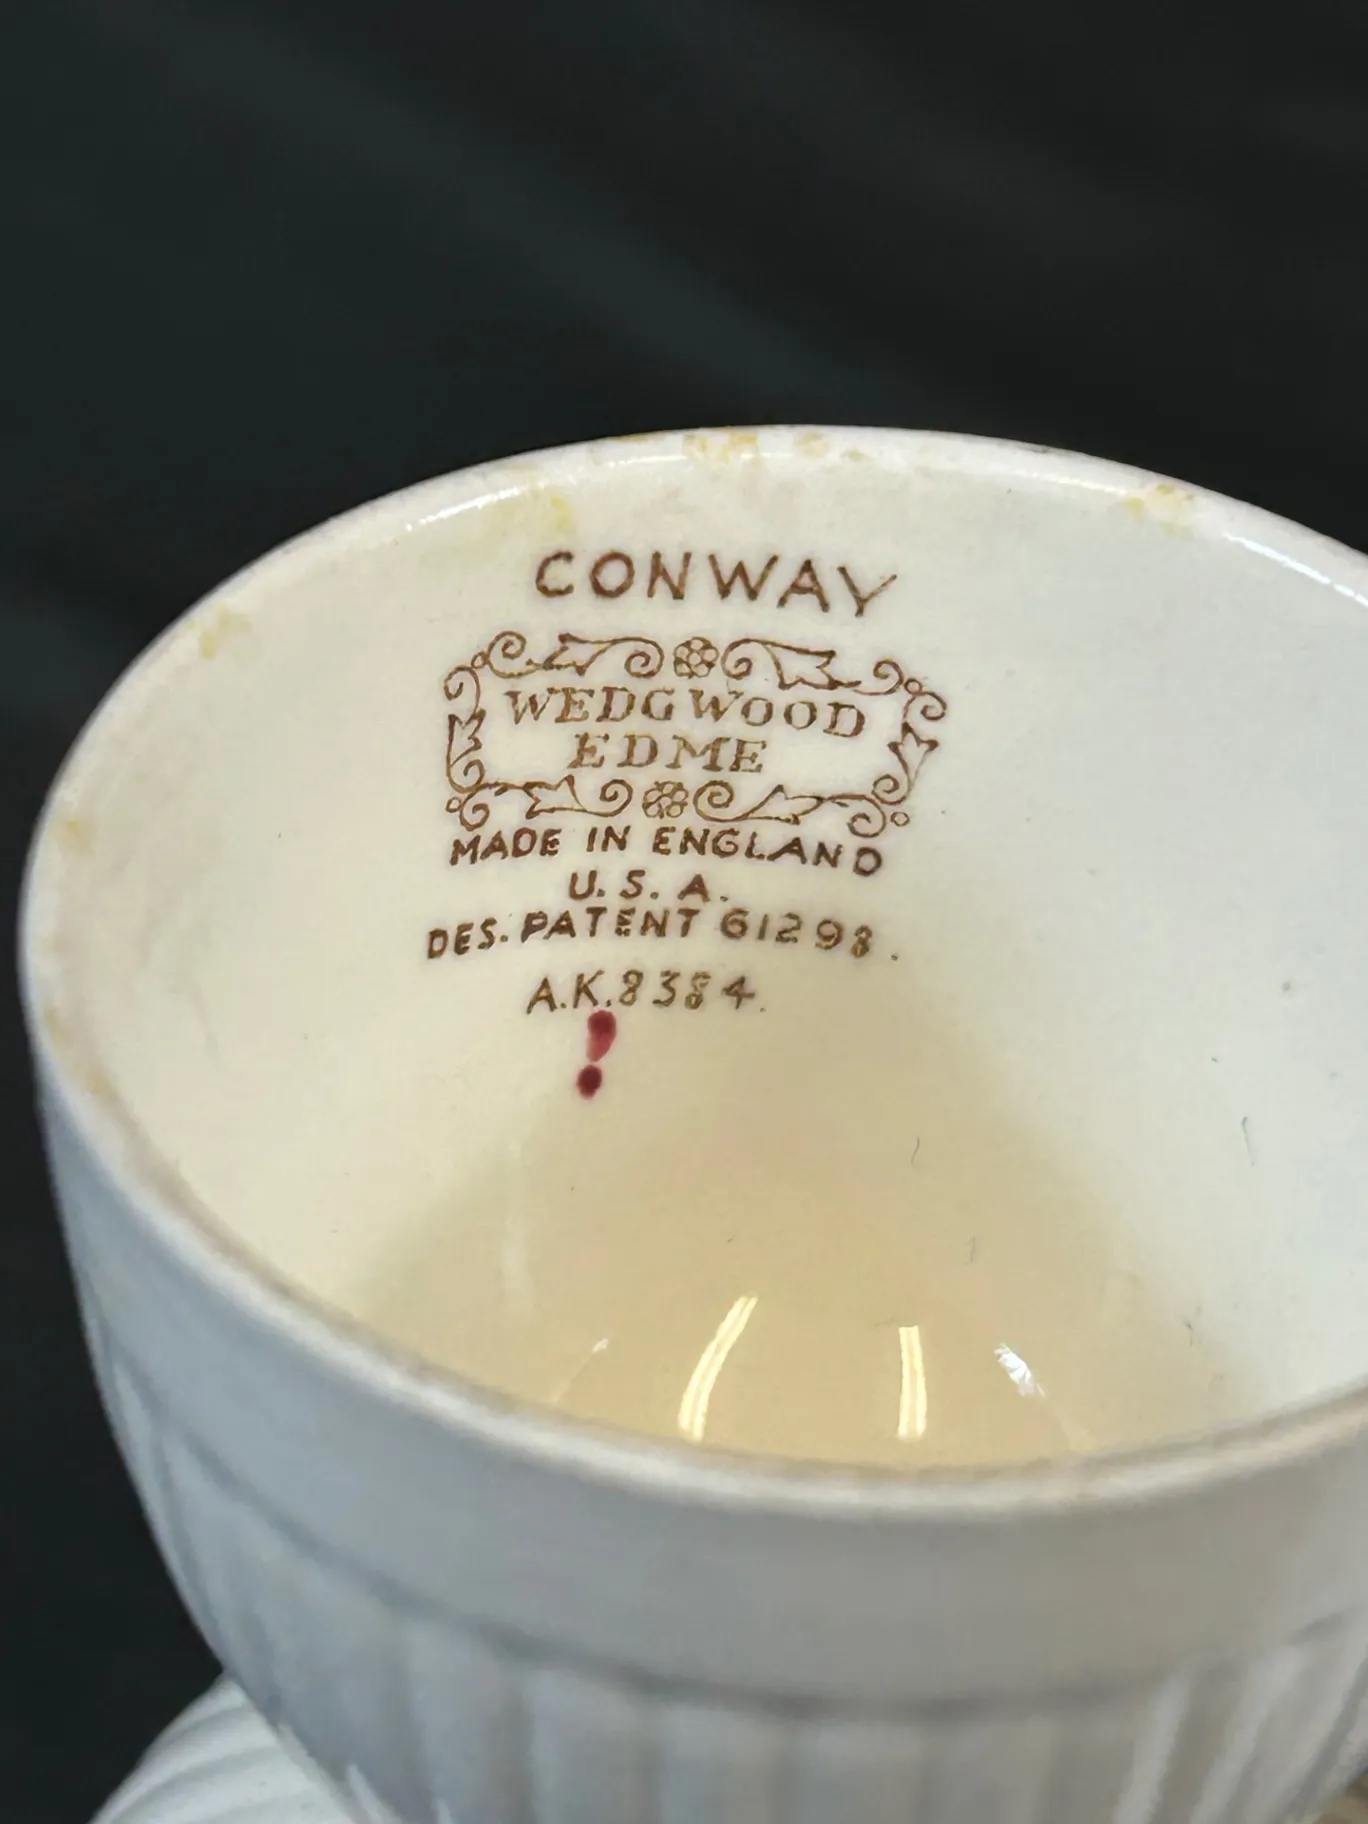 CONWAY
WEDGWOOD
EDME
MADE IN ENGLAND
U. S. A.
DES. PATENT 61298.
A.K.8384.